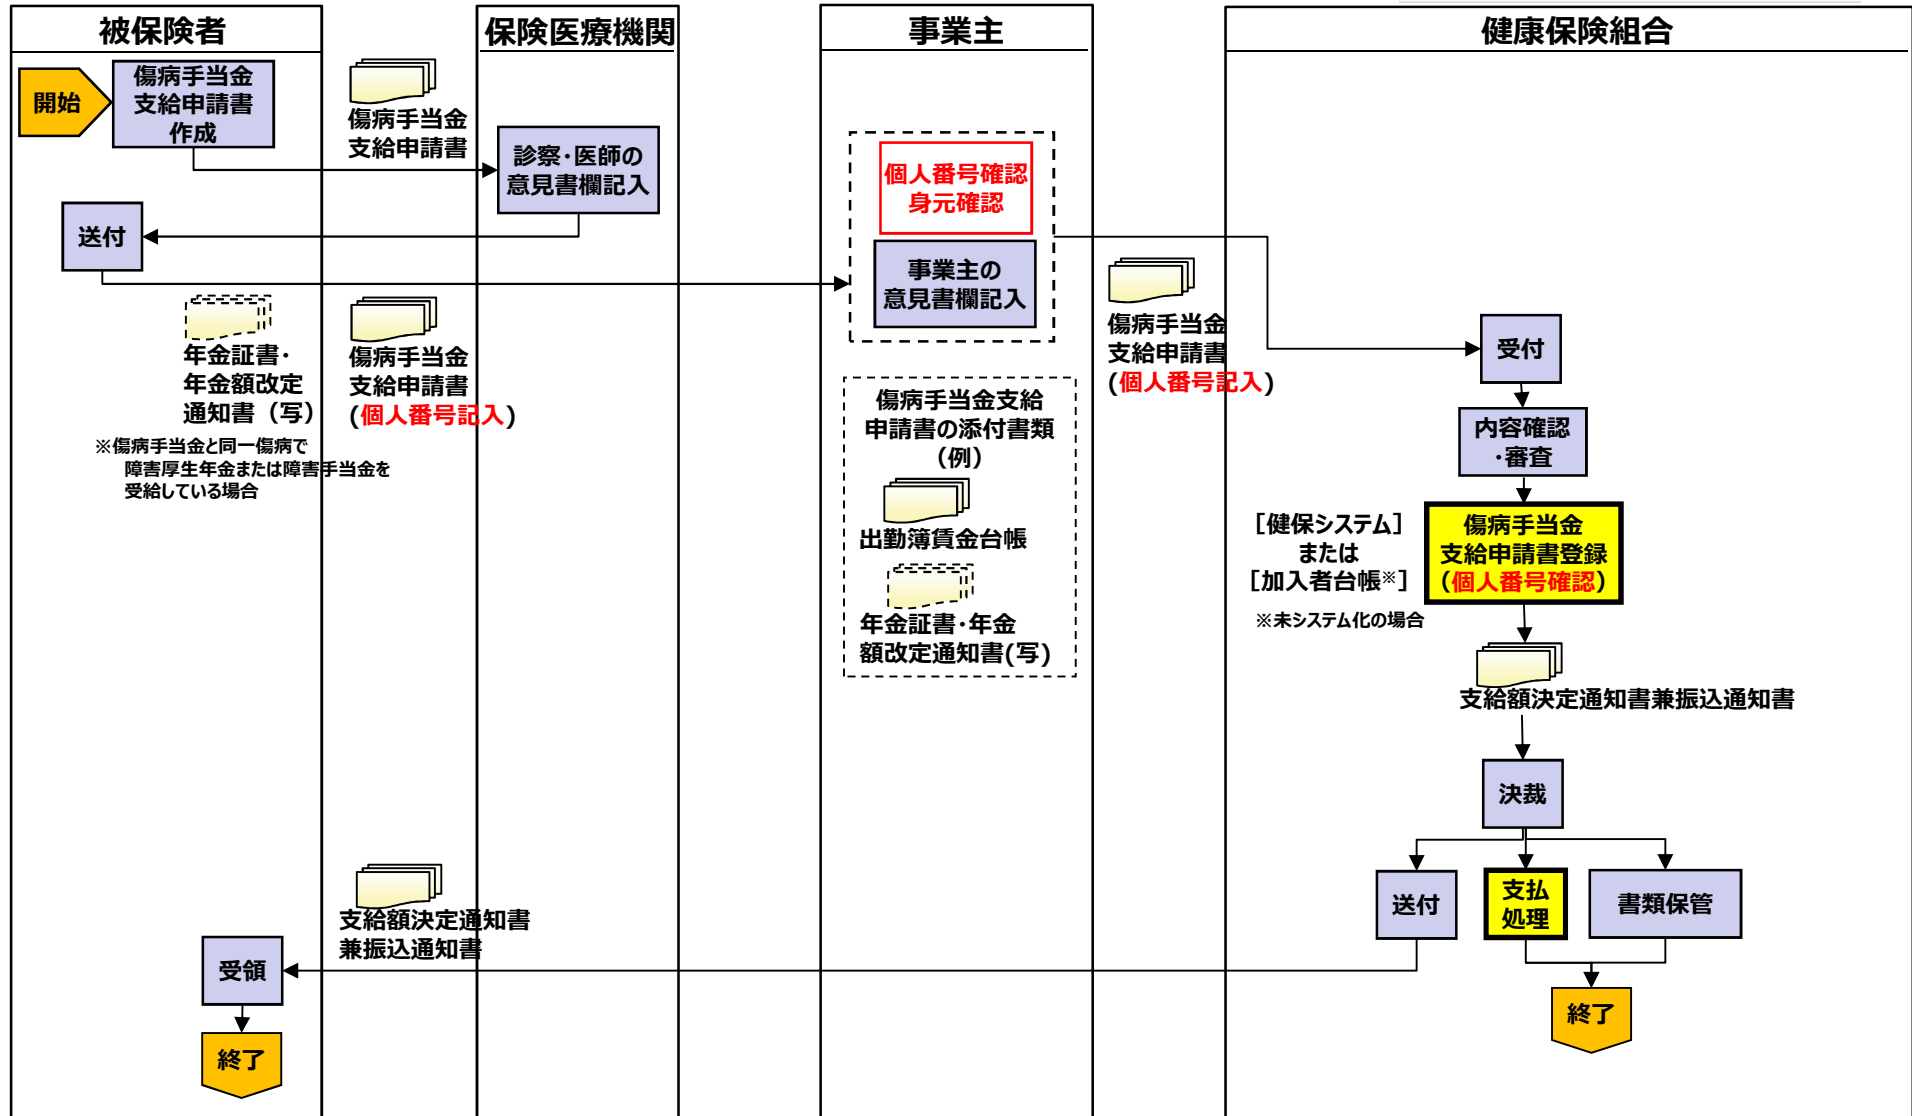 被保険者
保険医療機関
事業主
健康保険組合
開始
傷病手当金
支給申請書
作成
傷病手当金
支給申請書
診察・医師の
意見書欄記入
個人番号確認
身元確認
送付
事業主の
意見書欄記入
年金証書・
年金額改定
通知書（写）
※傷病手当金と同一傷病で
障害厚生年金または障害手当金を
受給している場合
傷病手当金
支給申請書
(個人番号記入)
傷病手当金
支給申請書
(個人番号記入)
受付
傷病手当金支給
申請書の添付書類
（例）
出勤簿賃金台帳
年金証書・年金
額改定通知書(写)
内容確認
・審査
［健保システム］
または
［加入者台帳※］
※未システム化の場合
傷病手当金
支給申請書登録
（個人番号確認）
支給額決定通知書兼振込通知書
決裁
送付
支払
処理
書類保管
支給額決定通知書
兼振込通知書
受領
終了
終了